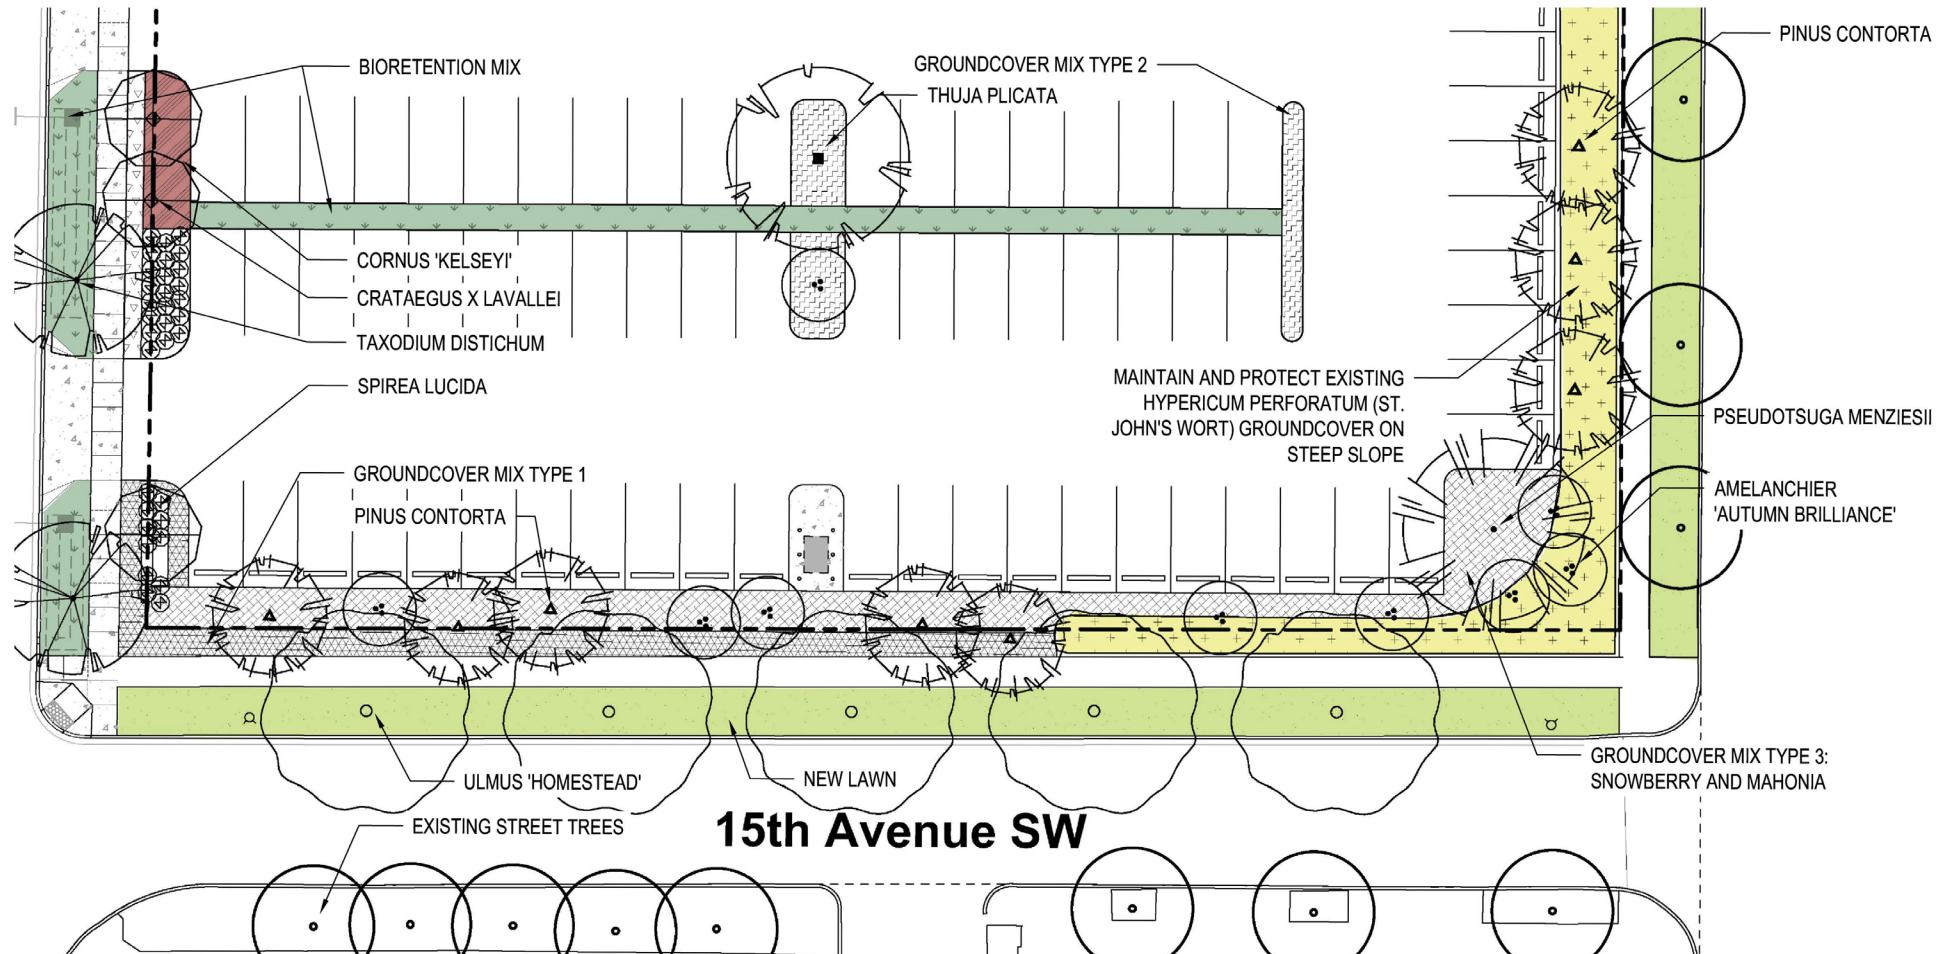 PINUS CONTORTA
BIORETENTION MIX
GROUNDCOVER MIX TYPE 2
THUJA PLICATA
CORNUS 'KELSEYI'
CRATAEGUS X LAVALLEI
TAXODIUM DISTICHUM
SPIREA LUCIDA
MAINTAIN AND PROTECT EXISTING
HYPERICUM PERFORATUM (ST.
JOHN'S WORT) GROUNDCOVER ON
STEEP SLOPE
PSEUDOTSUGA MENZIESII
GROUNDCOVER MIX TYPE 1
PINUS CONTORTA
AMELANCHIER
'AUTUMN BRILLIANCE'
GROUNDCOVER MIX TYPE 3:
SNOWBERRY AND MAHONIA
ULMUS 'HOMESTEAD'
NEW LAWN
EXISTING STREET TREES
15th Avenue SW